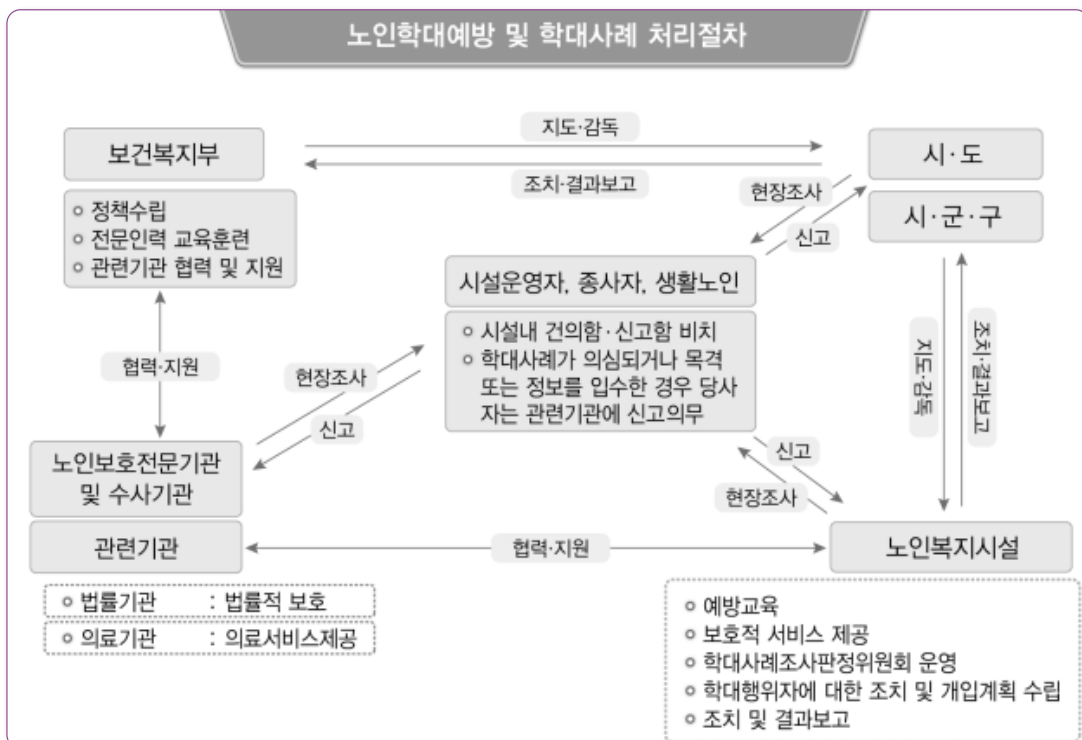 노인학대예방 및 학대사례 처리절차
보건복지부
정책수립
전문인력 교육훈련
관련기관 협력 및 지원
지도·감독
조치·결과보고
시·도
시·군·구
현장조사
신고
시설운영자, 종사자, 생활노인
시설내 건의함·신고함 비치
학대사례가 의심되거나 목격
또는 정보를 입수한 경우 당사
자는 관련기관에 신고의무
협력·지원
현장조사
신고
지도·감독
조치·결과보고
신고
현장조사
노인보호전문기관
및 수사기관
관련기관
협력·지원
노인복지시설
법률기관 : 법률적 보호
의료기관 : 의료서비스제공
예방교육
보호적 서비스 제공
학대사례조사판정위원회 운영
학대행위자에 대한 조치 및 개입계획 수립
조치 및 결과보고